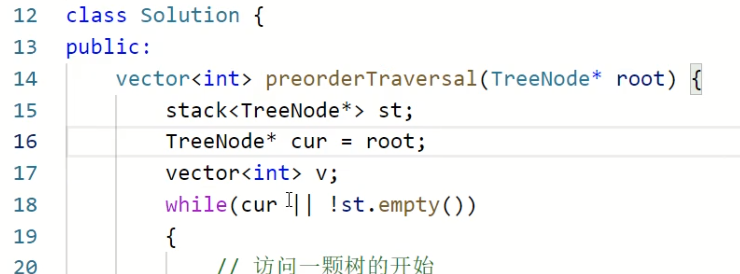 12 class Solution {
13 public:
14 vector<int> preorderTraversal(TreeNode* root) {
15 stack<TreeNode*> st;
16 TreeNode* cur = root;
17 vector<int> v;
18 while(cur || !st.empty())
19 {
20 // 访问一颗树的开始